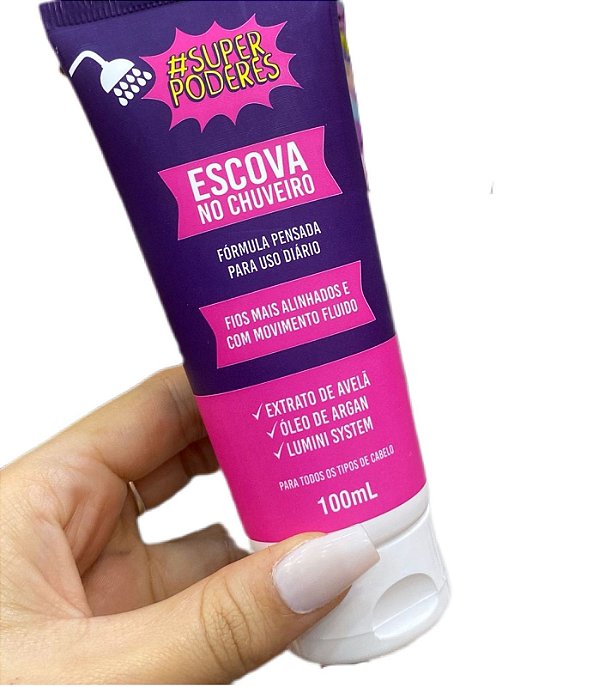 #SUPER
PODERES
ESCOVA
NO CHUVEIRO
FÓRMULA PENSADA
PARA USO DIÁRIO
FIOS MAIS ALINHADOS E
COM MOVIMENTO FLUIDO
✓ EXTRATO DE AVELÃ
✓ ÓLEO DE ARGAN
✓ LUMINI SYSTEM
PARA TODOS OS TIPOS DE CABELO
100mL